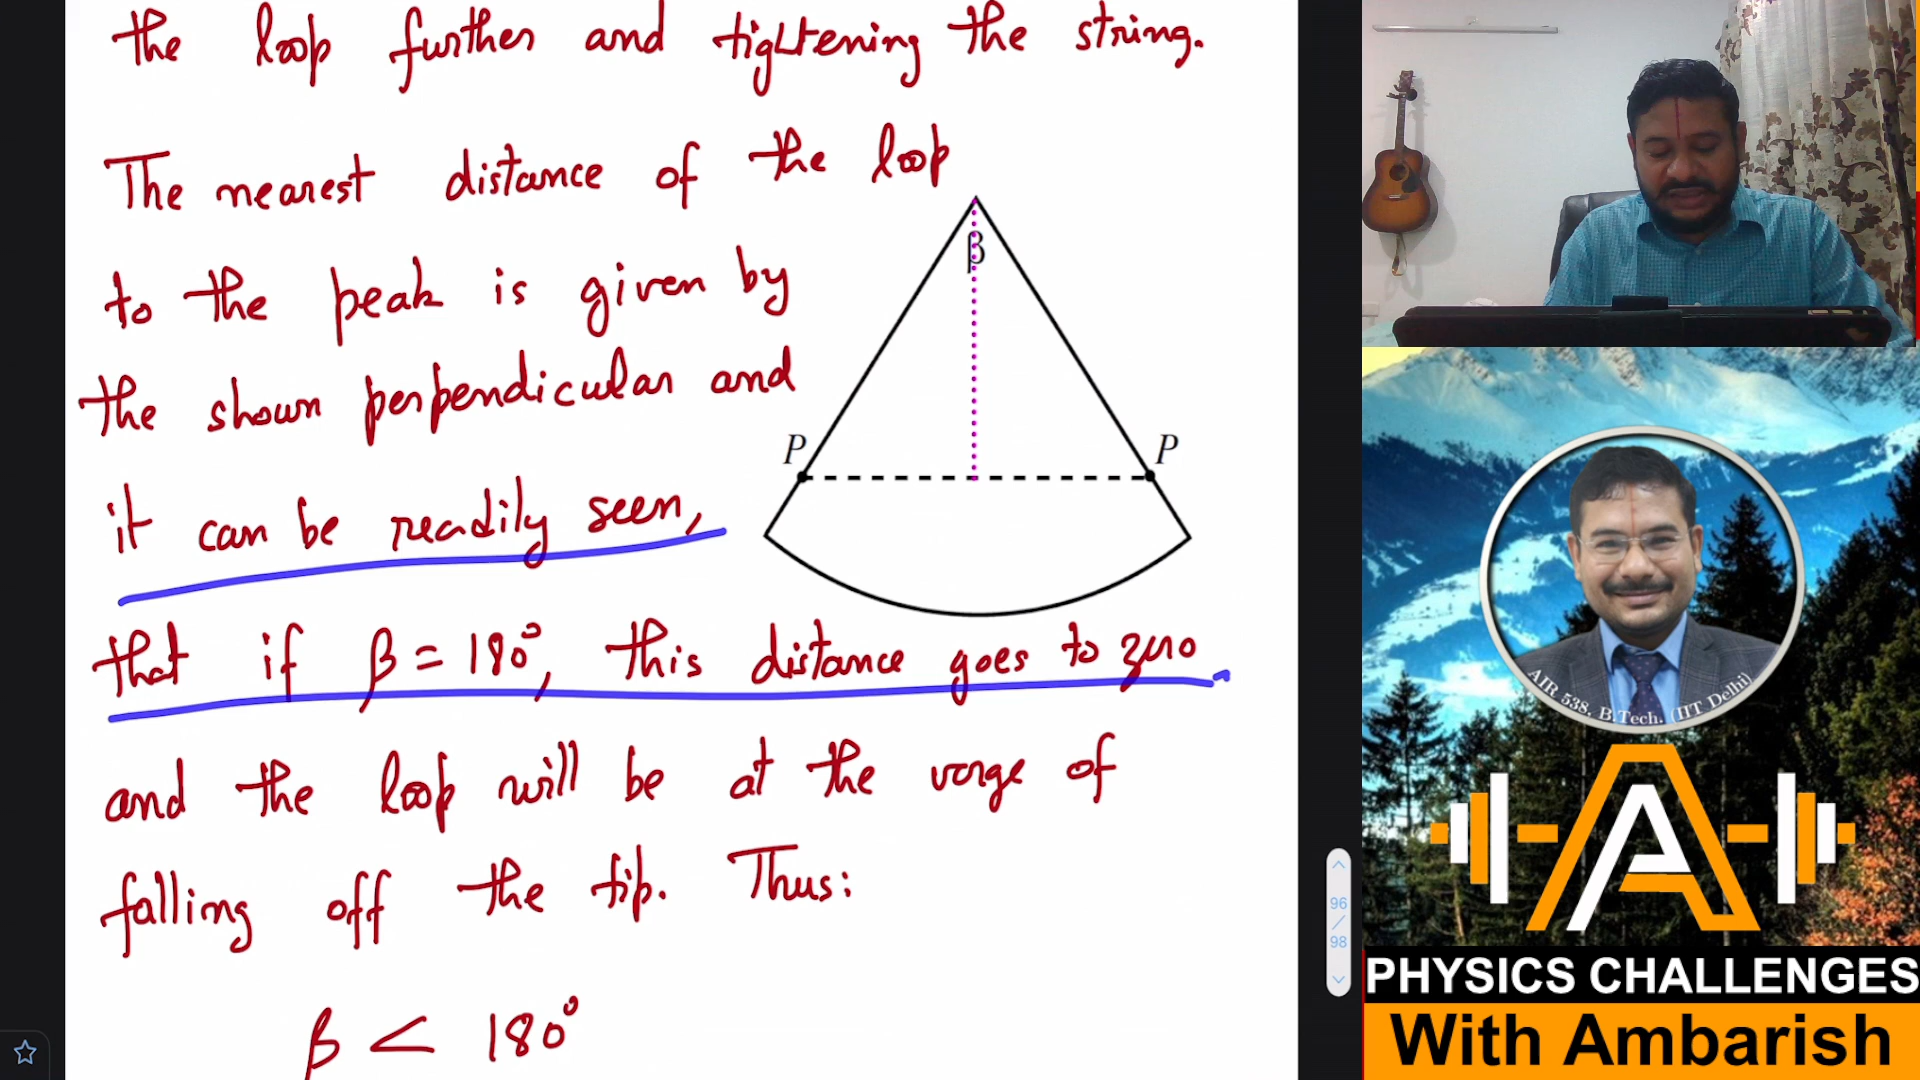 the loop further and tightening the string.
The nearest distance of the loop
to the peak is given by
the shown perpendicular and
it can be readily seen,
that if β = 180°, this distance goes to zero
and the loop will be at the verge of
falling off the tip. Thus:
β < 180°
β
P
P
96
/
98
AIR 538, B.Tech. (IIT Delhi)
A
PHYSICS CHALLENGES
With Ambarish